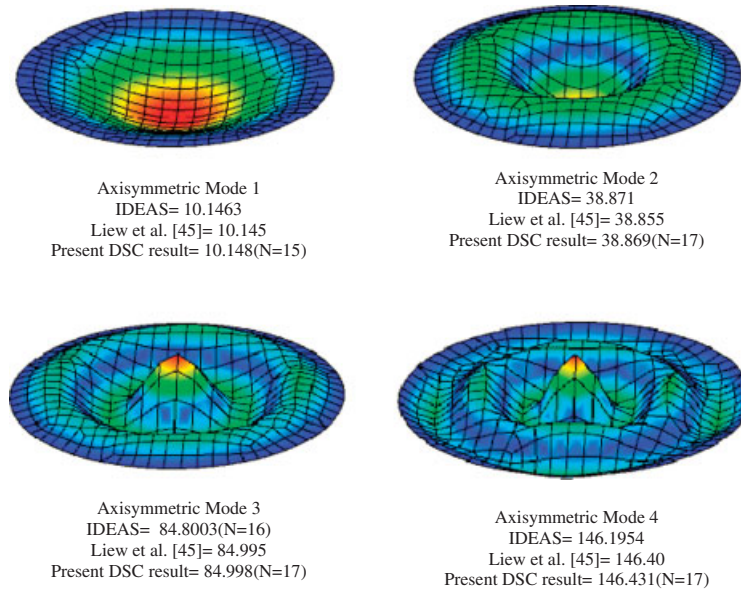 Axisymmetric Mode 1
IDEAS= 10.1463
Liew et al. [45]= 10.145
Present DSC result= 10.148(N=15)
Axisymmetric Mode 2
IDEAS= 38.871
Liew et al. [45]= 38.855
Present DSC result= 38.869(N=17)
Axisymmetric Mode 3
IDEAS= 84.8003(N=16)
Liew et al. [45]= 84.995
Present DSC result= 84.998(N=17)
Axisymmetric Mode 4
IDEAS= 146.1954
Liew et al. [45]= 146.40
Present DSC result= 146.431(N=17)